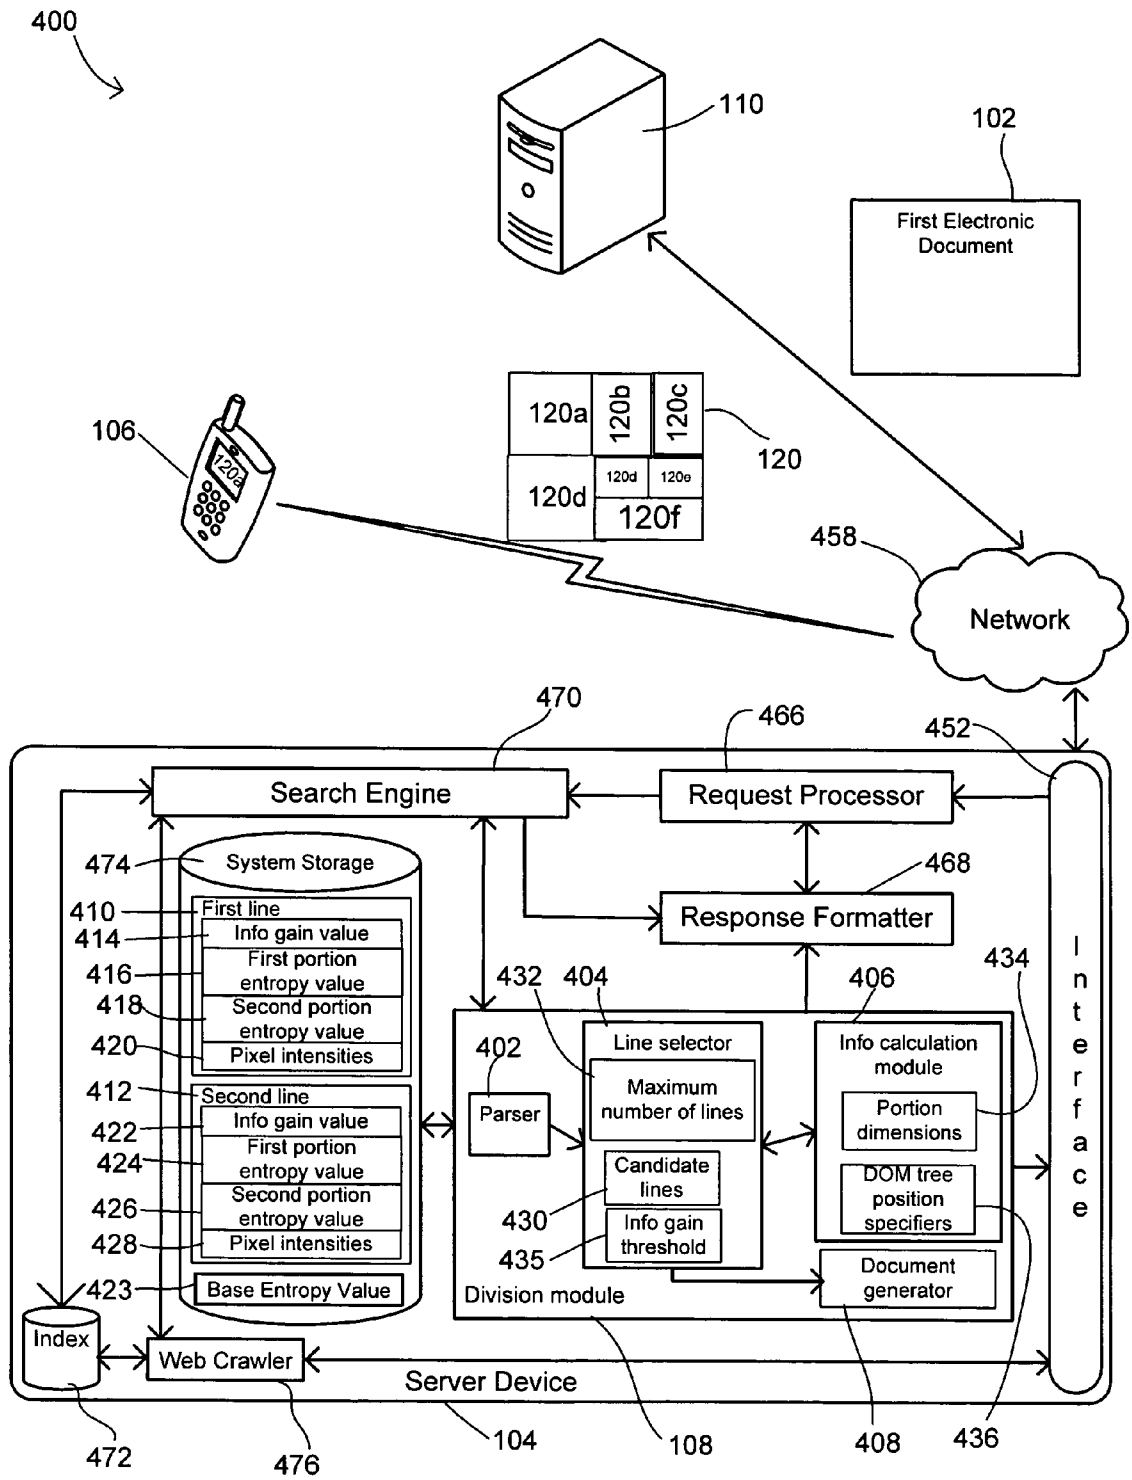 400
110
102
First Electronic
Document
106
120a
120a
120b
120c
120
120d
120d
120e
120f
458
Network
470
466
452
Search Engine
Request Processor
474
System Storage
468
Response Formatter
410
First line
414
Info gain value
416
First portion
entropy value
418
Second portion
entropy value
420
Pixel intensities
412
Second line
422
Info gain value
424
First portion
entropy value
426
Second portion
entropy value
428
Pixel intensities
423
Base Entropy Value
432
404
406
434
402
Line selector
Info calculation
module
Parser
Maximum
number of lines
Portion
dimensions
Candidate
lines
430
DOM tree
position
specifiers
Info gain
threshold
435
Document
generator
Division module
Interface
Index
Web Crawler
Server Device
472
476
104
108
408
436